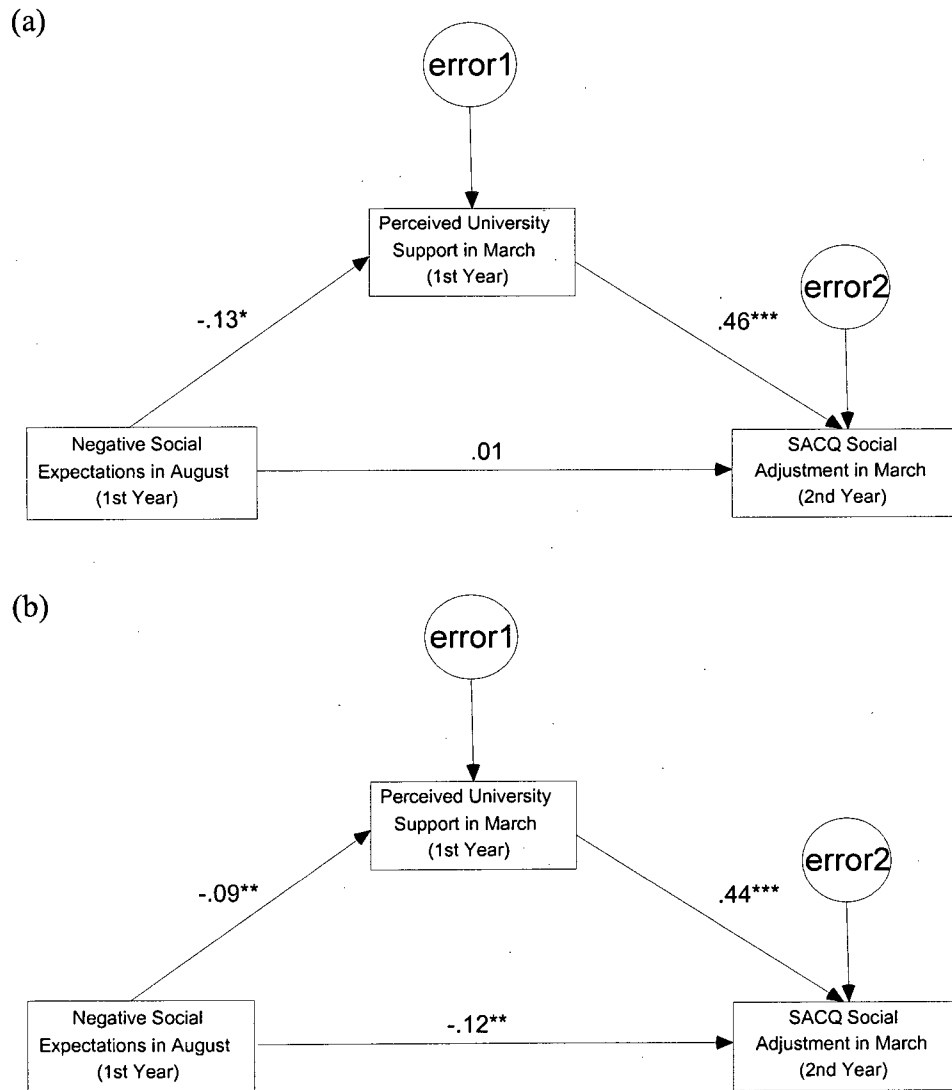 (a)
error1
Perceived University
Support in March
(1st Year)
error2
-.13*
.46***
Negative Social
Expectations in August
(1st Year)
.01
SACQ Social
Adjustment in March
(2nd Year)
(b)
error1
Perceived University
Support in March
(1st Year)
error2
-.09**
.44***
Negative Social
Expectations in August
(1st Year)
-.12**
SACQ Social
Adjustment in March
(2nd Year)